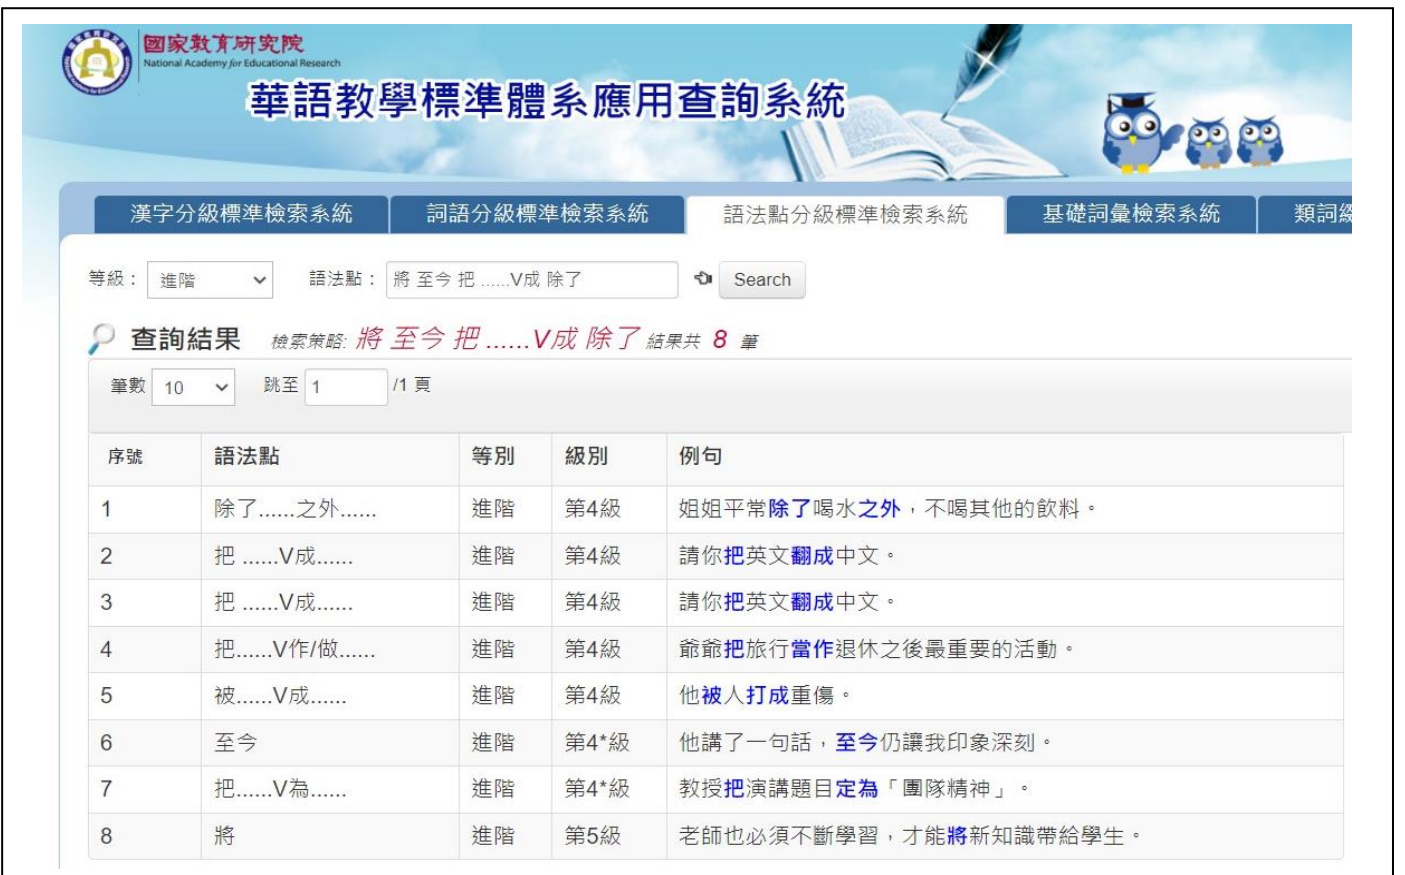 國家教育研究院
National Academy for Educational Research
華語教學標準體系應用查詢系統
漢字分級標準檢索系統 詞語分級標準檢索系統 語法點分級標準檢索系統 基礎詞彙檢索系統 類詞綴
等級： 進階 語法點： 將 至今 把 ......V成 除了 Search
查詢結果 檢索策略: 將 至今 把 ......V成 除了 結果共 8 筆
筆數 10 跳至 1 /1 頁
序號 語法點 等別 級別 例句
1 除了......之外...... 進階 第4級 姐姐平常除了喝水之外，不喝其他的飲料。
2 把 ......V成...... 進階 第4級 請你把英文翻成中文。
3 把 ......V成...... 進階 第4級 請你把英文翻成中文。
4 把......V作/做...... 進階 第4級 爺爺把旅行當作退休之後最重要的活動。
5 被......V成...... 進階 第4級 他被人打成重傷。
6 至今 進階 第4*級 他講了一句話，至今仍讓我印象深刻。
7 把......V為...... 進階 第4*級 教授把演講題目定為「團隊精神」。
8 將 進階 第5級 老師也必須不斷學習，才能將新知識帶給學生。